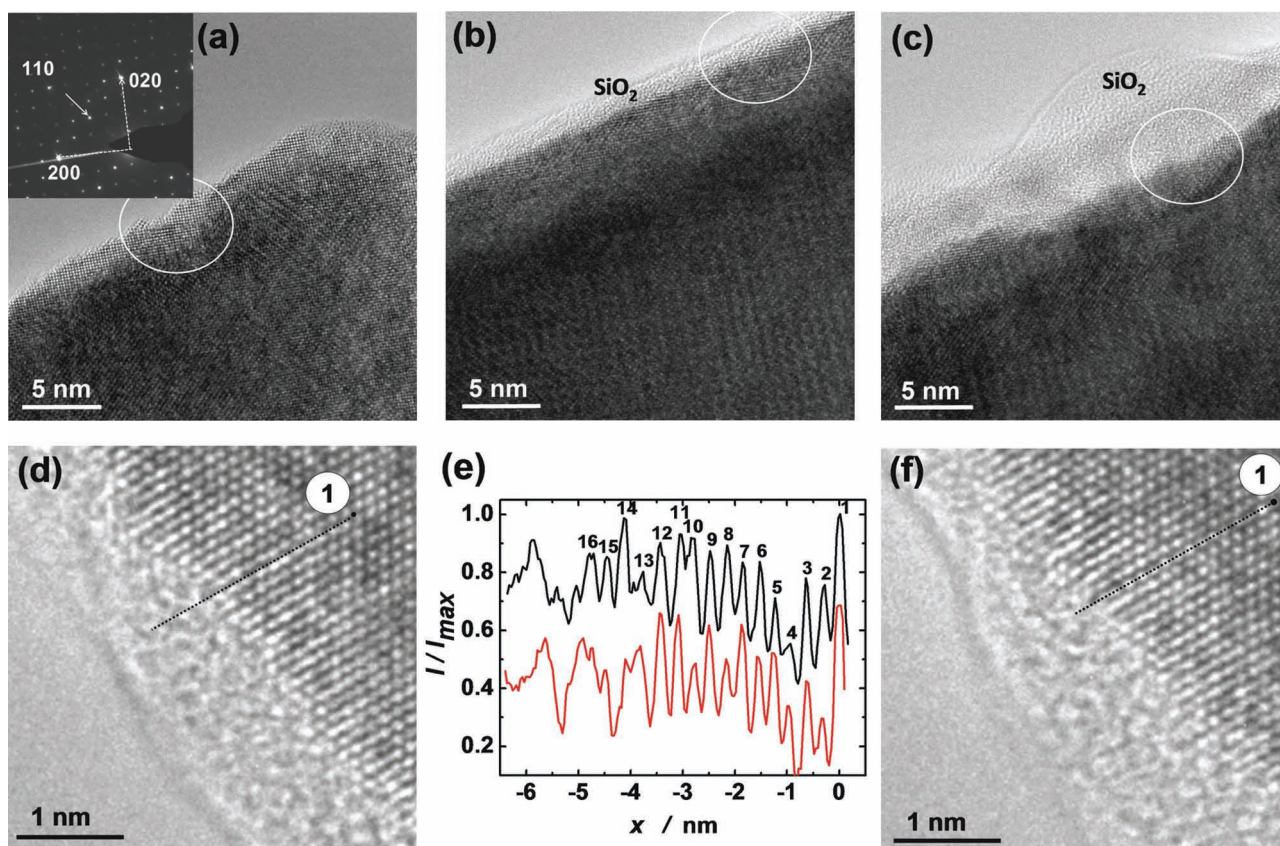 (a)
110
020
200
5 nm
(b)
SiO2
5 nm
(c)
SiO2
5 nm
(d)
1
1 nm
(e)
I / Imax
1.0
0.8
0.6
0.4
0.2
16 15 14 13 12 11 10 9 8 7 6 5 4 3 2 1
-6 -5 -4 -3 -2 -1 0
x / nm
(f)
1
1 nm